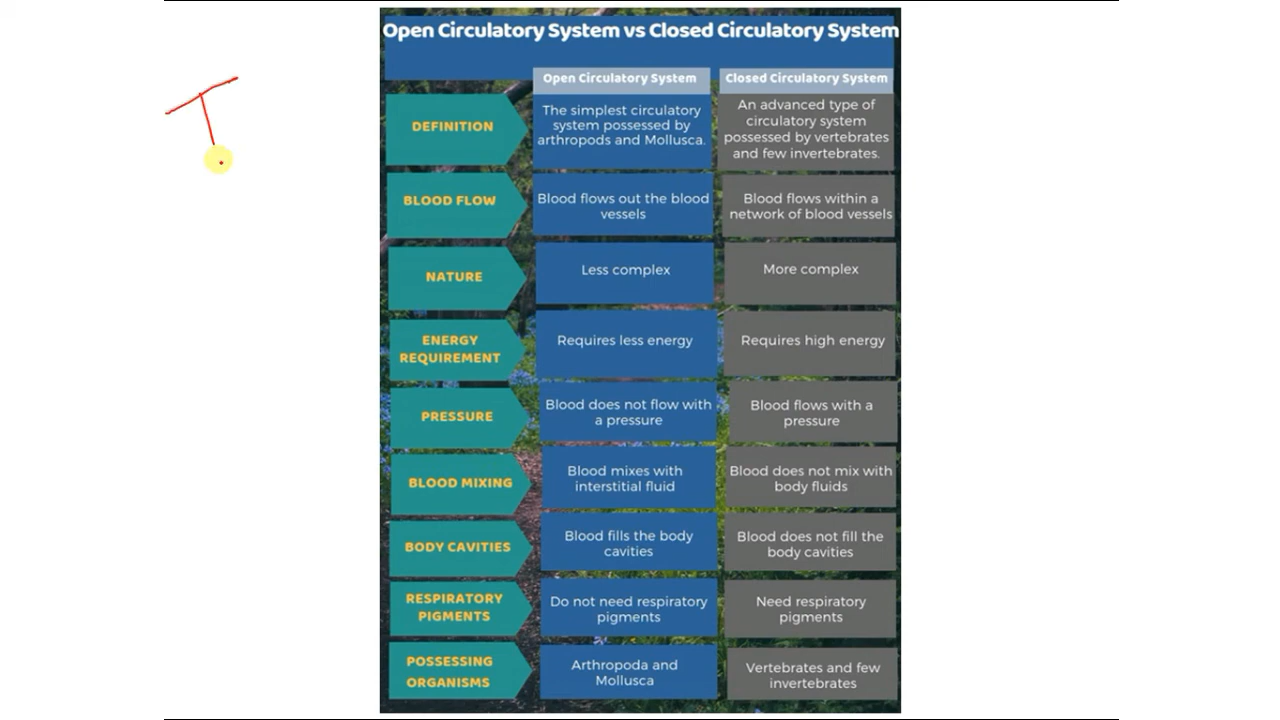 Open Circulatory System vs Closed Circulatory System
Open Circulatory System
Closed Circulatory System
DEFINITION
The simplest circulatory
system possessed by
arthropods and Mollusca.
An advanced type of
circulatory system
possessed by vertebrates
and few invertebrates.
BLOOD FLOW
Blood flows out the blood
vessels
Blood flows within a
network of blood vessels
NATURE
Less complex
More complex
ENERGY
REQUIREMENT
Requires less energy
Requires high energy
PRESSURE
Blood does not flow with
a pressure
Blood flows with a
pressure
BLOOD MIXING
Blood mixes with
interstitial fluid
Blood does not mix with
body fluids
BODY CAVITIES
Blood fills the body
cavities
Blood does not fill the
body cavities
RESPIRATORY
PIGMENTS
Do not need respiratory
pigments
Need respiratory
pigments
POSSESSING
ORGANISMS
Arthropoda and
Mollusca
Vertebrates and few
invertebrates